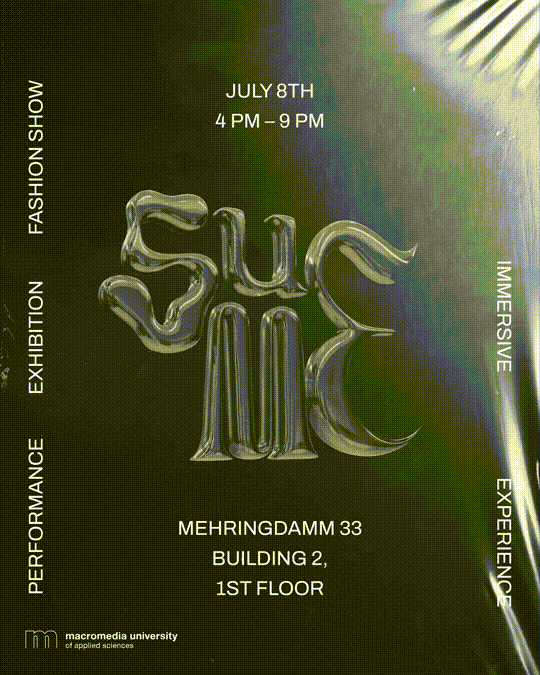 JULY 8TH
4 PM – 9 PM
FASHION SHOW
EXHIBITION
PERFORMANCE
IMMERSIVE
EXPERIENCE
MEHRINGDAMM 33
BUILDING 2,
1ST FLOOR
macromedia university
of applied sciences